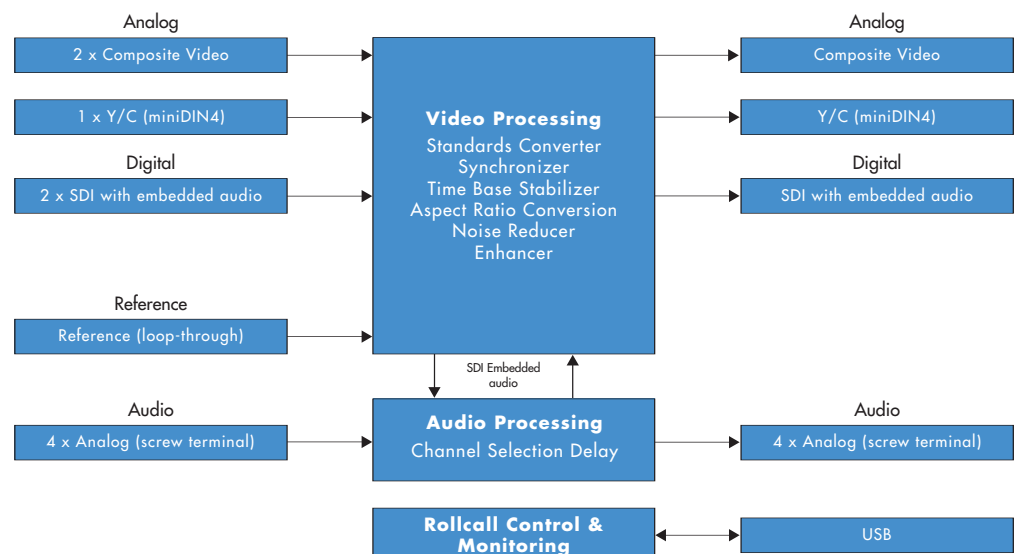 Analog
2 x Composite Video
1 x Y/C (miniDIN4)
Digital
2 x SDI with embedded audio
Reference
Reference (loop-through)
Audio
4 x Analog (screw terminal)
Video Processing
Standards Converter
Synchronizer
Time Base Stabilizer
Aspect Ratio Conversion
Noise Reducer
Enhancer
SDI Embedded
audio
Audio Processing
Channel Selection Delay
Rollcall Control &
Monitoring
Analog
Composite Video
Y/C (miniDIN4)
Digital
SDI with embedded audio
Audio
4 x Analog (screw terminal)
USB